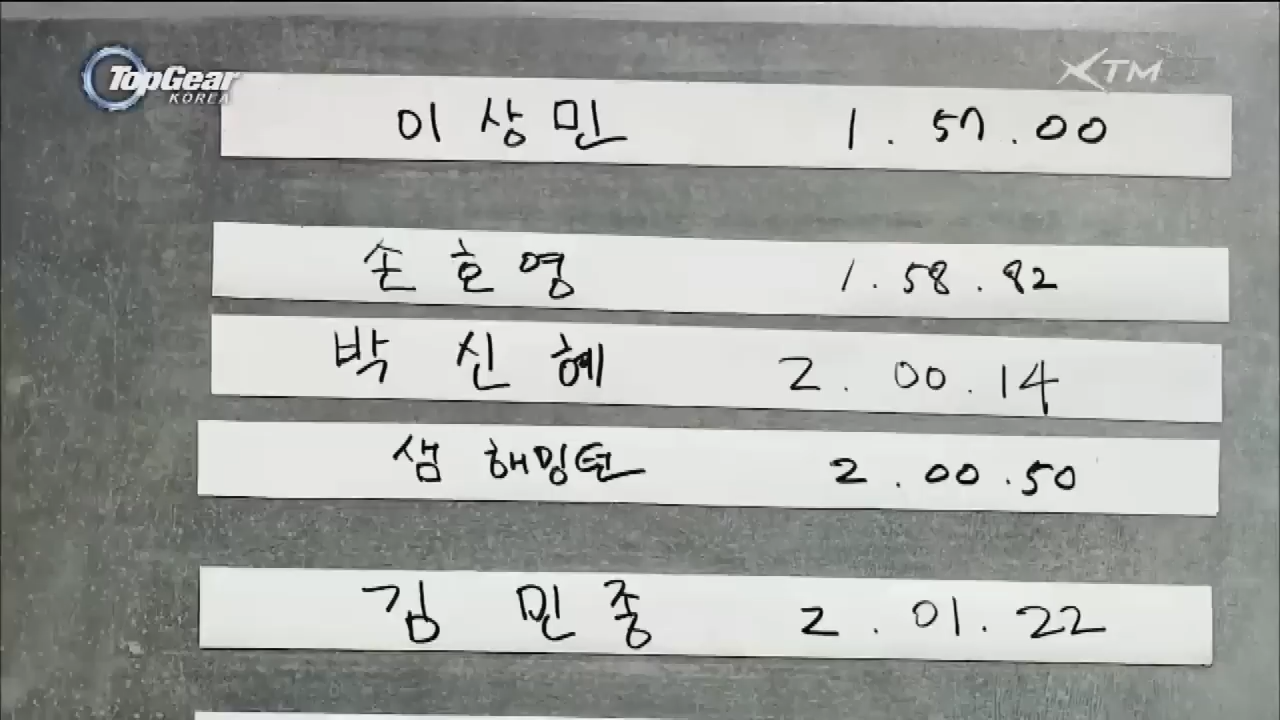 TopGear
KOREA
XTM
이상민 1.57.00
손호영 1.58.82
박신혜 2.00.14
샘 해밍턴 2.00.50
김민종 2.01.22